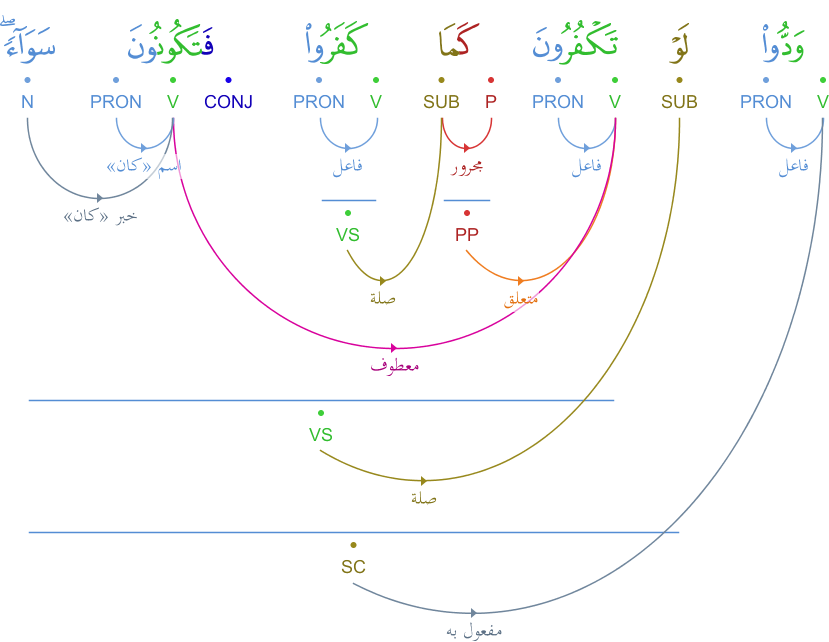 وَدُّوا۟ لَوْ تَكْفُرُونَ كَمَا كَفَرُوا۟ فَتَكُونُونَ سَوَآءً ۖ
N PRON V CONJ PRON V SUB P PRON V SUB PRON V
فاعل فاعل مجرور فاعل اسم «كان»
خبر «كان»
VS PP
متعلق صلة
معطوف
VS
صلة
SC
مفعول به